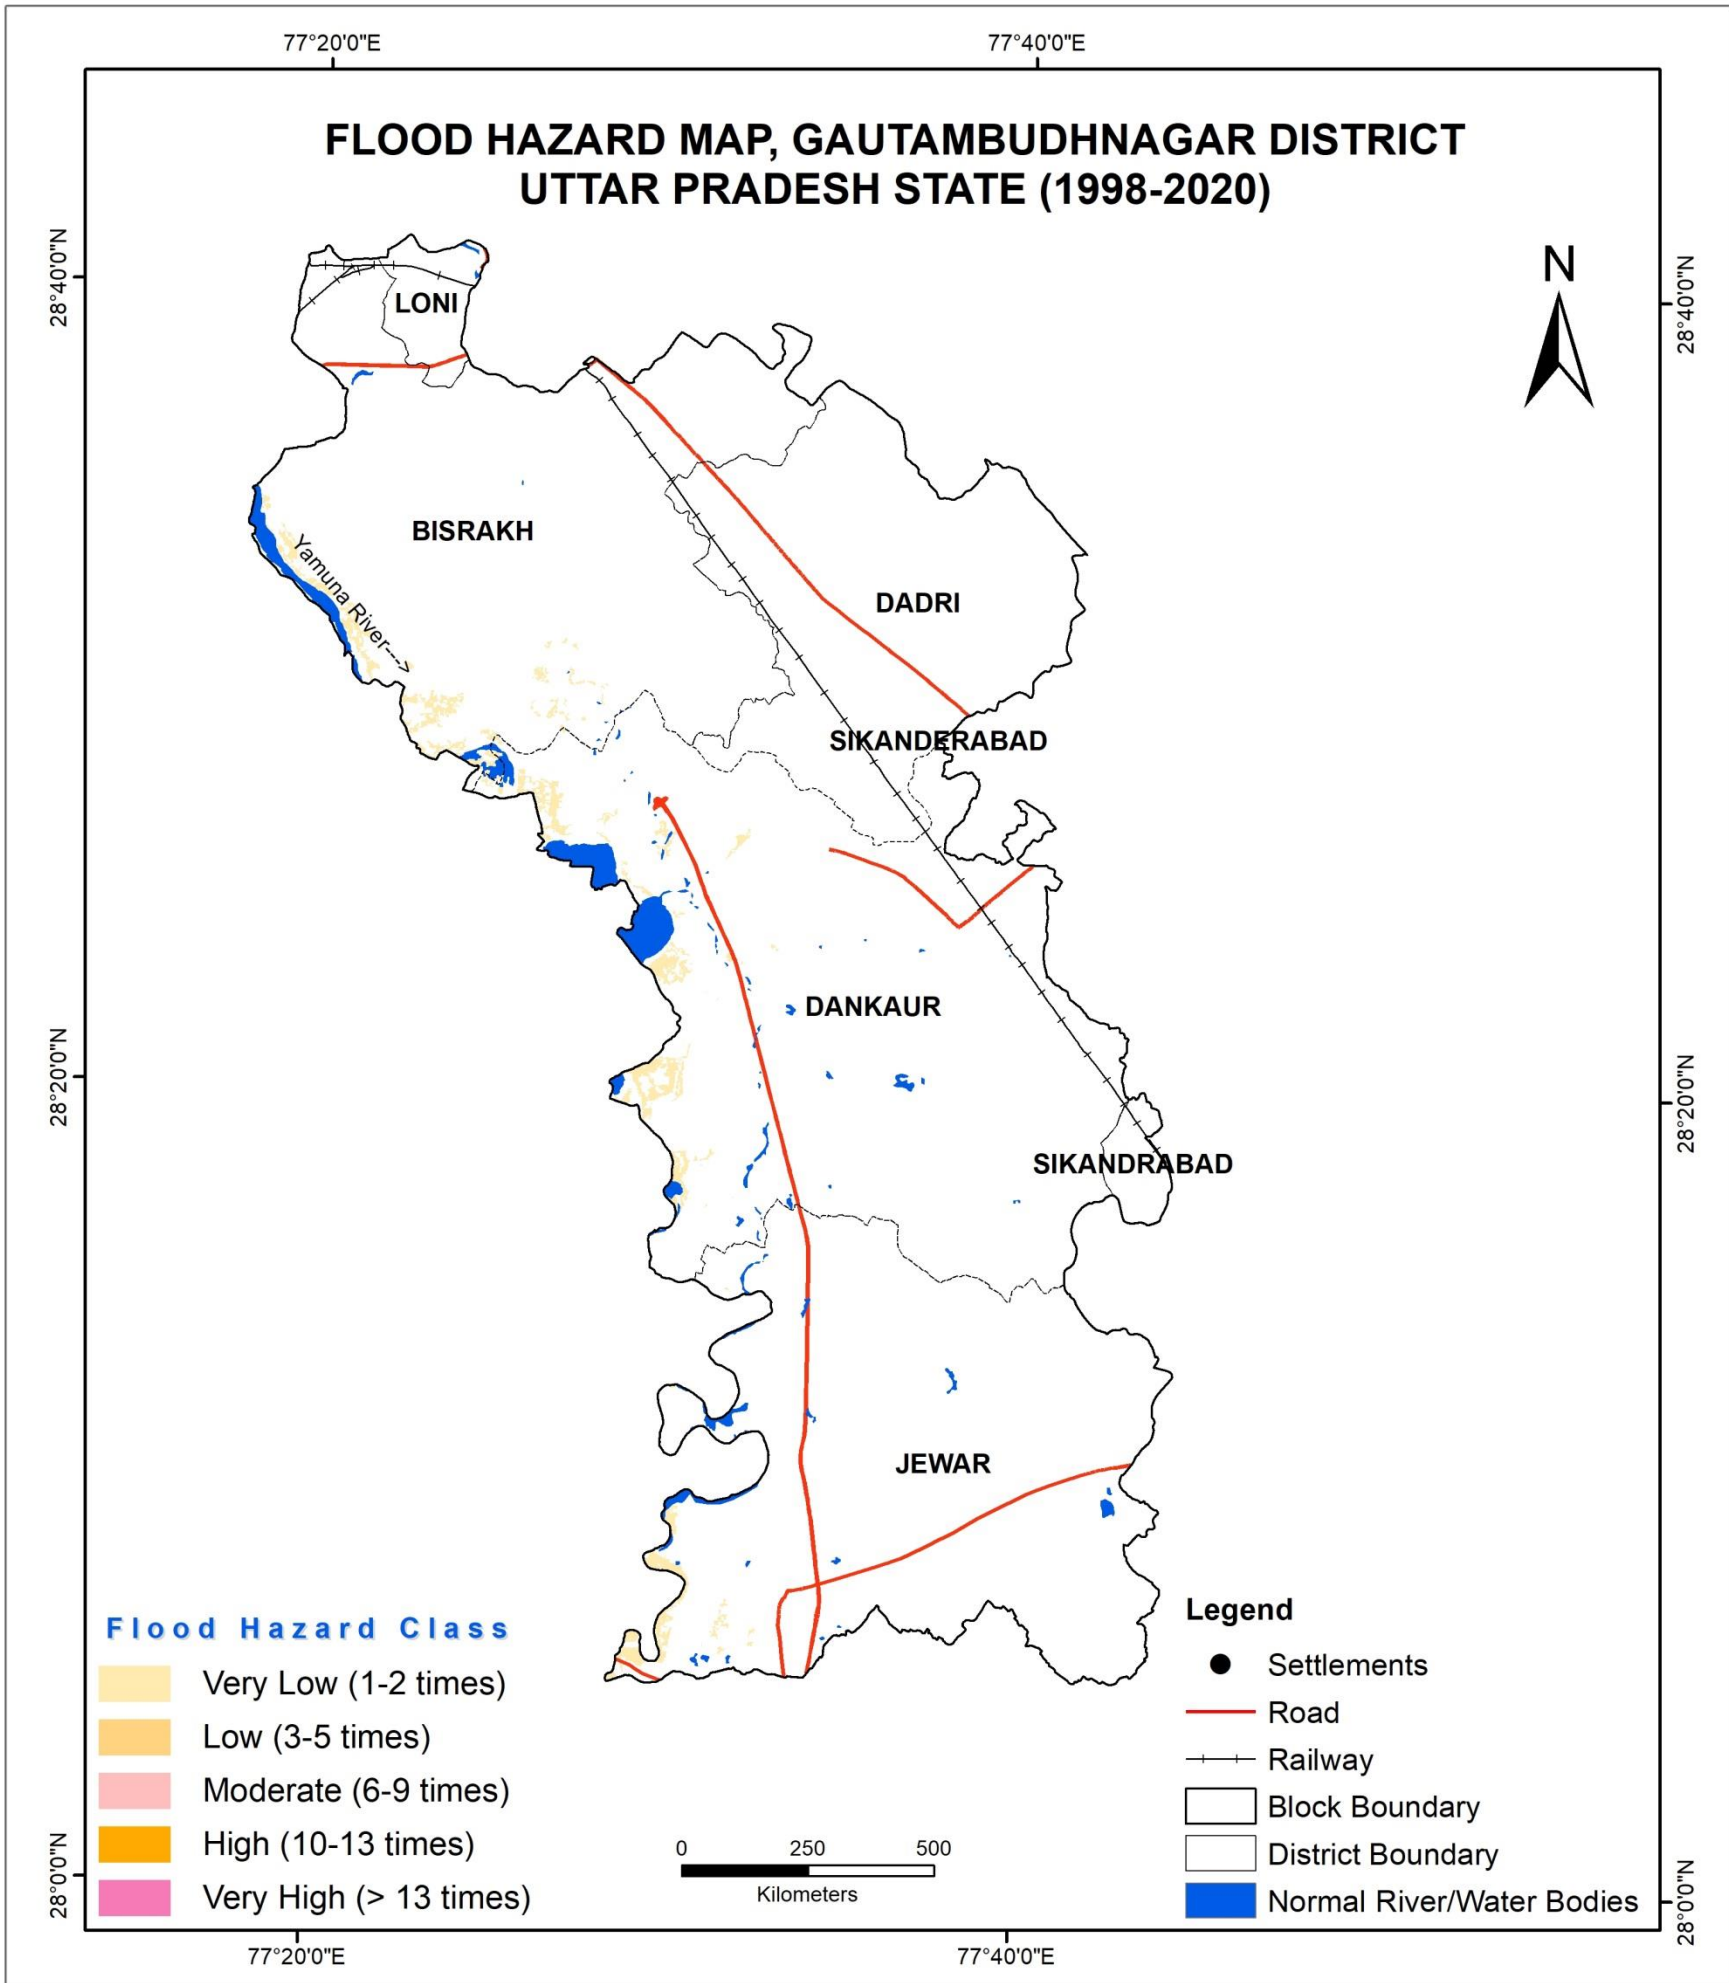 77°20'0"E
77°40'0"E
FLOOD HAZARD MAP, GAUTAMBUDHNAGAR DISTRICT
UTTAR PRADESH STATE (1998-2020)
28°40'0"N
28°40'0"N
N
LONI
BISRAKH
Yamuna River
DADRI
SIKANDERABAD
DANKAUR
28°20'0"N
28°20'0"N
SIKANDRABAD
JEWAR
Flood Hazard Class
Very Low (1-2 times)
Low (3-5 times)
Moderate (6-9 times)
High (10-13 times)
Very High (> 13 times)
0 250 500
Kilometers
Legend
Settlements
Road
Railway
Block Boundary
District Boundary
Normal River/Water Bodies
28°0'0"N
28°0'0"N
77°20'0"E
77°40'0"E